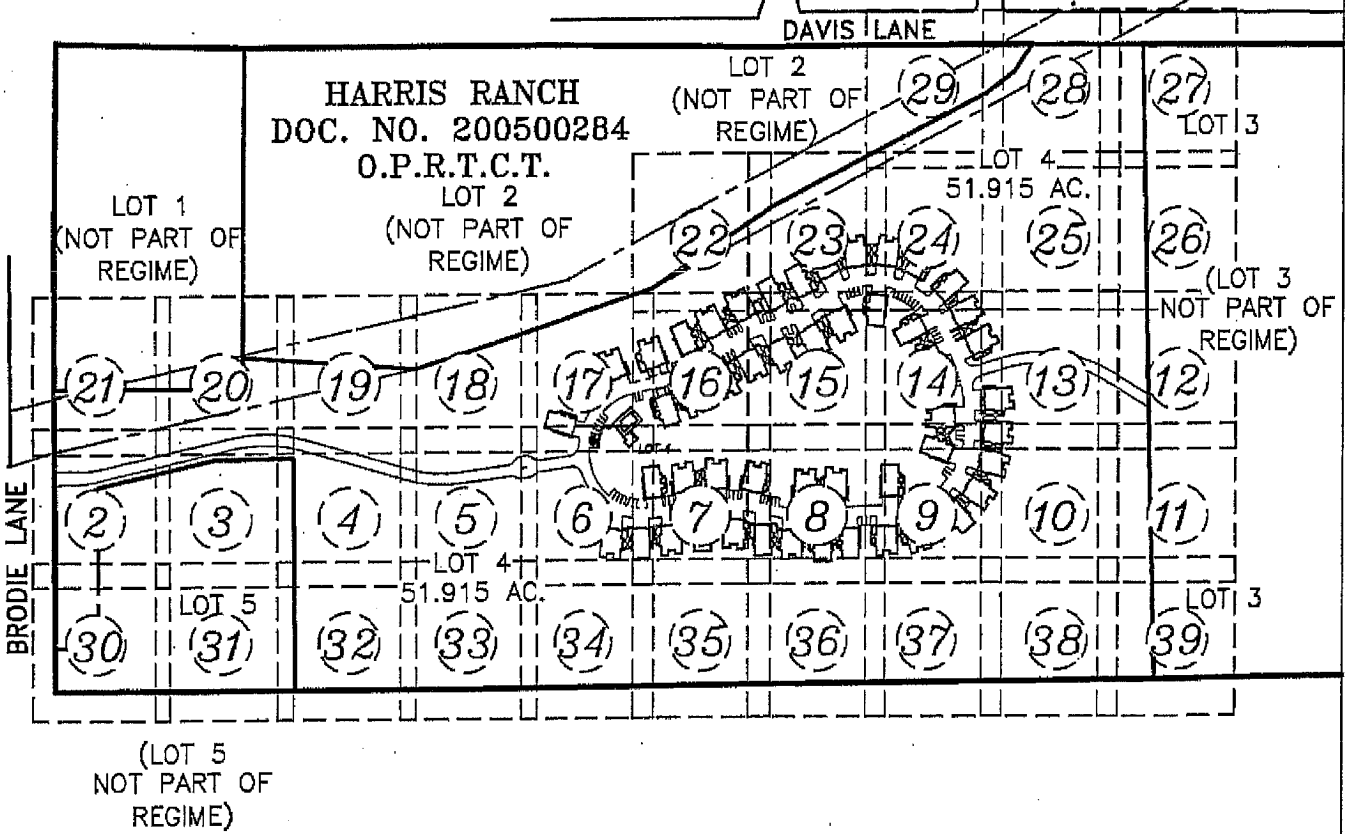 DAVIS LANE
HARRIS RANCH
DOC. NO. 200500284
O.P.R.T.C.T.
LOT 2
(NOT PART OF
REGIME)
LOT 2
(NOT PART OF
REGIME)
LOT 1
(NOT PART OF
REGIME)
29
28
27
LOT 3
LOT 4
51.915 AC.
22
23
24
25
26
(LOT 3
NOT PART OF
REGIME)
21
20
19
18
17
16
15
14
13
12
BRODIE LANE
2
3
4
5
6
7
8
9
10
11
LOT 4
51.915 AC.
LOT 5
LOT 3
30
31
32
33
34
35
36
37
38
39
(LOT 5
NOT PART OF
REGIME)